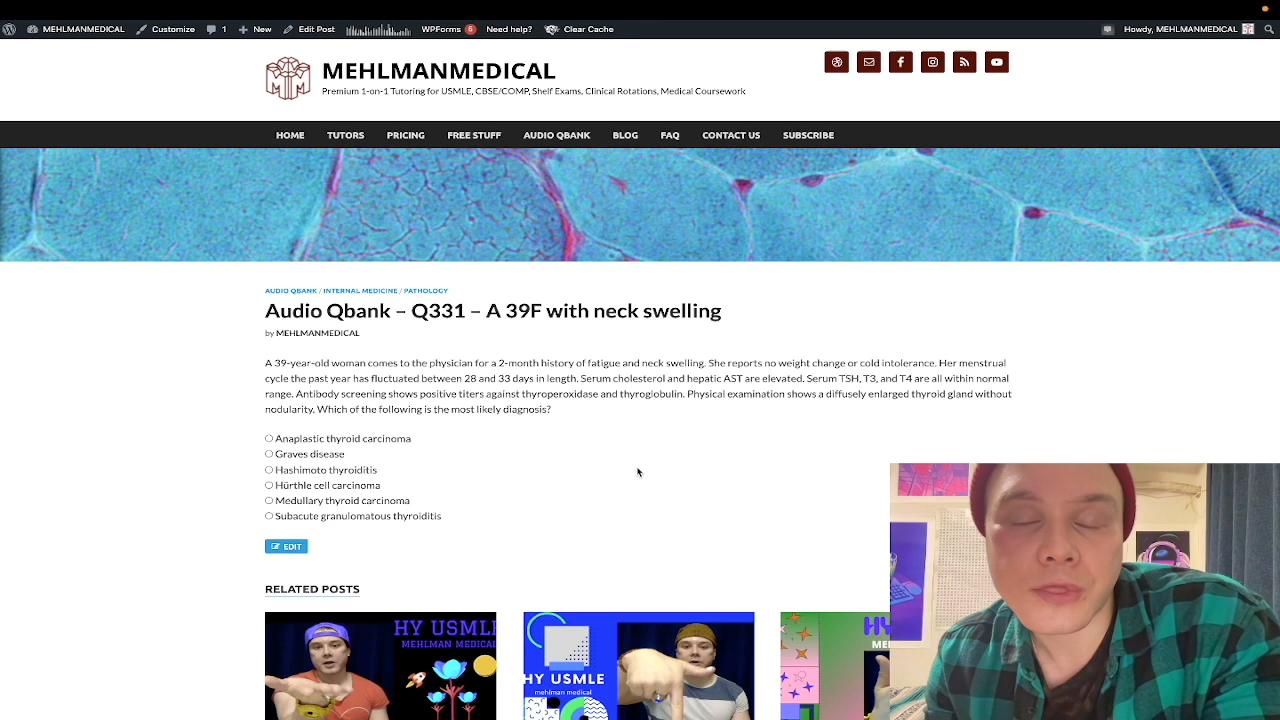 MEHLMANMEDICAL Customize 1 New Edit Post WPForms 6 Need help? Clear Cache Howdy, MEHLMANMEDICAL
MEHLMANMEDICAL
Premium 1-on-1 Tutoring for USMLE, CBSE/COMP, Shelf Exams, Clinical Rotations, Medical Coursework
HOME TUTORS PRICING FREE STUFF AUDIO QBANK BLOG FAQ CONTACT US SUBSCRIBE
AUDIO QBANK / INTERNAL MEDICINE / PATHOLOGY
Audio Qbank – Q331 – A 39F with neck swelling
by MEHLMANMEDICAL
A 39-year-old woman comes to the physician for a 2-month history of fatigue and neck swelling. She reports no weight change or cold intolerance. Her menstrual
cycle the past year has fluctuated between 28 and 33 days in length. Serum cholesterol and hepatic AST are elevated. Serum TSH, T3, and T4 are all within normal
range. Antibody screening shows positive titers against thyroperoxidase and thyroglobulin. Physical examination shows a diffusely enlarged thyroid gland without
nodularity. Which of the following is the most likely diagnosis?
Anaplastic thyroid carcinoma
Graves disease
Hashimoto thyroiditis
Hürthle cell carcinoma
Medullary thyroid carcinoma
Subacute granulomatous thyroiditis
EDIT
RELATED POSTS
HY USMLE
MEHLMAN MEDICAL
HY USMLE
mehlman medical
HY
ME